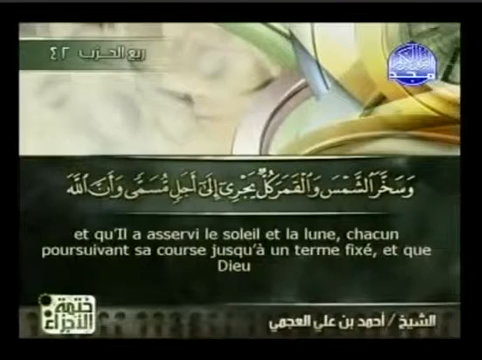 ربع الحزب ٤٢
مجد
وَسَخَّرَ الشَّمْسَ وَالْقَمَرَ كُلٌّ يَجْرِي إِلَىٰ أَجَلٍ مُّسَمًّى وَأَنَّ اللَّهَ
et qu'Il a asservi le soleil et la lune, chacun
poursuivant sa course jusqu'à un terme fixé, et que
Dieu
ختمة
الأجزاء
الشيخ / أحمد بن علي العجمي